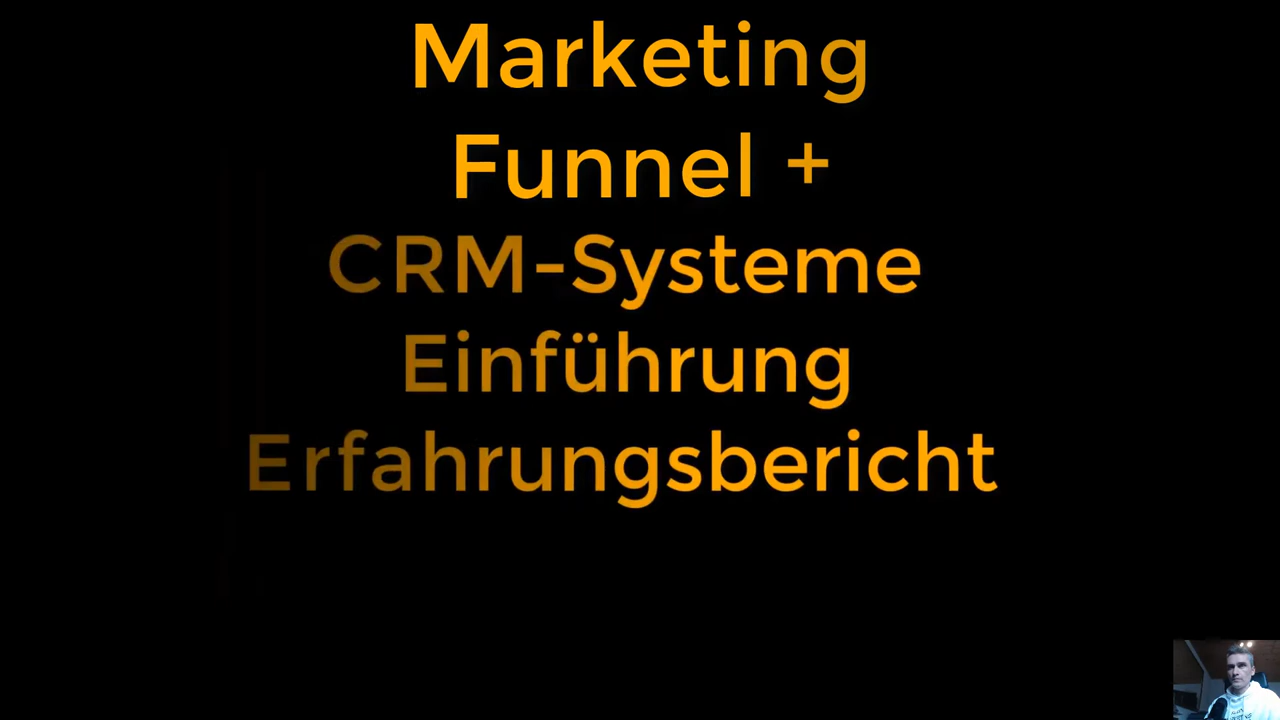 Marketing
Funnel +
CRM-Systeme
Einführung
Erfahrungsbericht